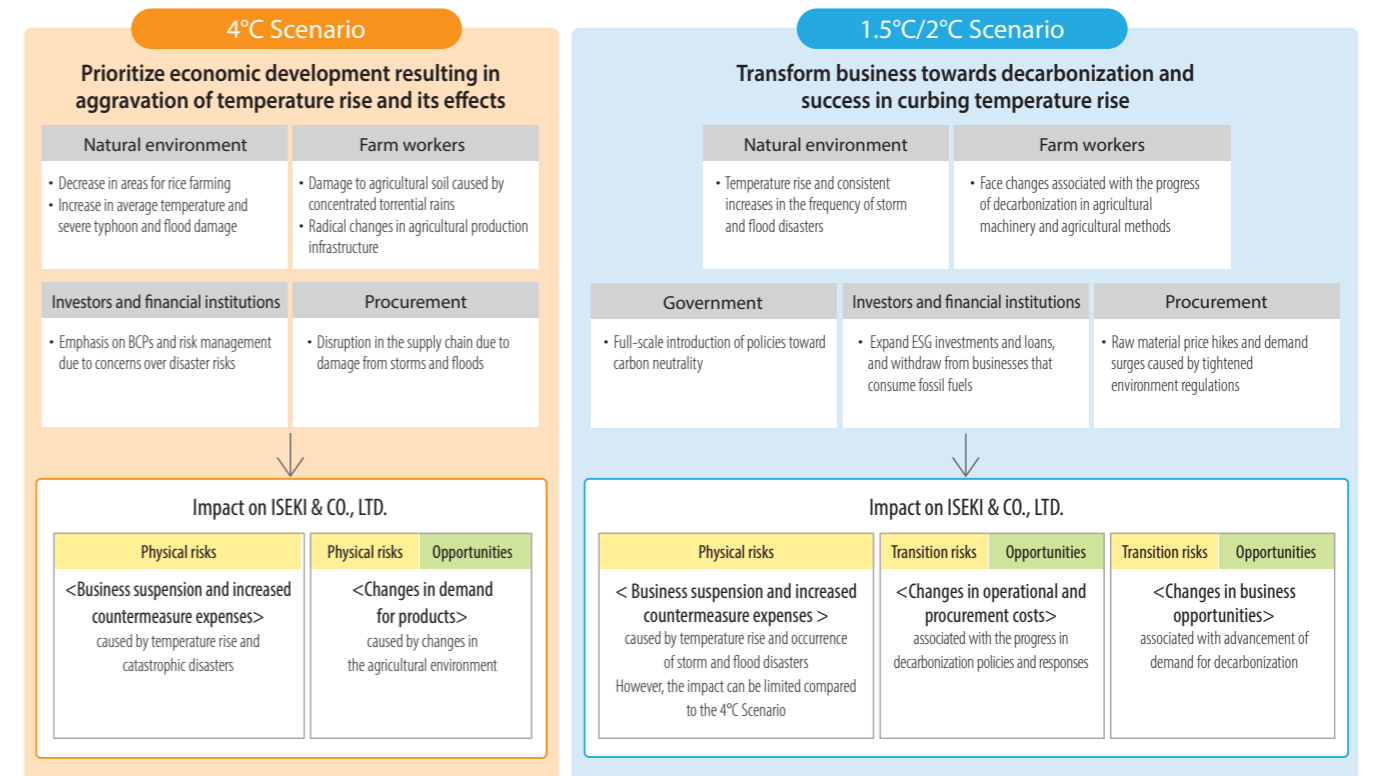 4°C Scenario
Prioritize economic development resulting in
aggravation of temperature rise and its effects
Natural environment
• Decrease in areas for rice farming
• Increase in average temperature and
severe typhoon and flood damage
Farm workers
• Damage to agricultural soil caused by
concentrated torrential rains
• Radical changes in agricultural production
infrastructure
Investors and financial institutions
• Emphasis on BCPs and risk management
due to concerns over disaster risks
Procurement
• Disruption in the supply chain due to
damage from storms and floods
Impact on ISEKI & CO., LTD.
Physical risks
<Business suspension and increased
countermeasure expenses>
caused by temperature rise and
catastrophic disasters
Physical risks
Opportunities
<Changes in demand
for products>
caused by changes in
the agricultural environment
1.5°C/2°C Scenario
Transform business towards decarbonization and
success in curbing temperature rise
Natural environment
• Temperature rise and consistent
increases in the frequency of storm
and flood disasters
Farm workers
• Face changes associated with the progress
of decarbonization in agricultural
machinery and agricultural methods
Government
• Full-scale introduction of policies toward
carbon neutrality
Investors and financial institutions
• Expand ESG investments and loans,
and withdraw from businesses that
consume fossil fuels
Procurement
• Raw material price hikes and demand
surges caused by tightened
environment regulations
Impact on ISEKI & CO., LTD.
Physical risks
< Business suspension and increased
countermeasure expenses >
caused by temperature rise and occurrence
of storm and flood disasters
However, the impact can be limited compared
to the 4°C Scenario
Transition risks
Opportunities
<Changes in operational and
procurement costs>
associated with the progress in
decarbonization policies and responses
Transition risks
Opportunities
<Changes in business
opportunities>
associated with advancement of
demand for decarbonization